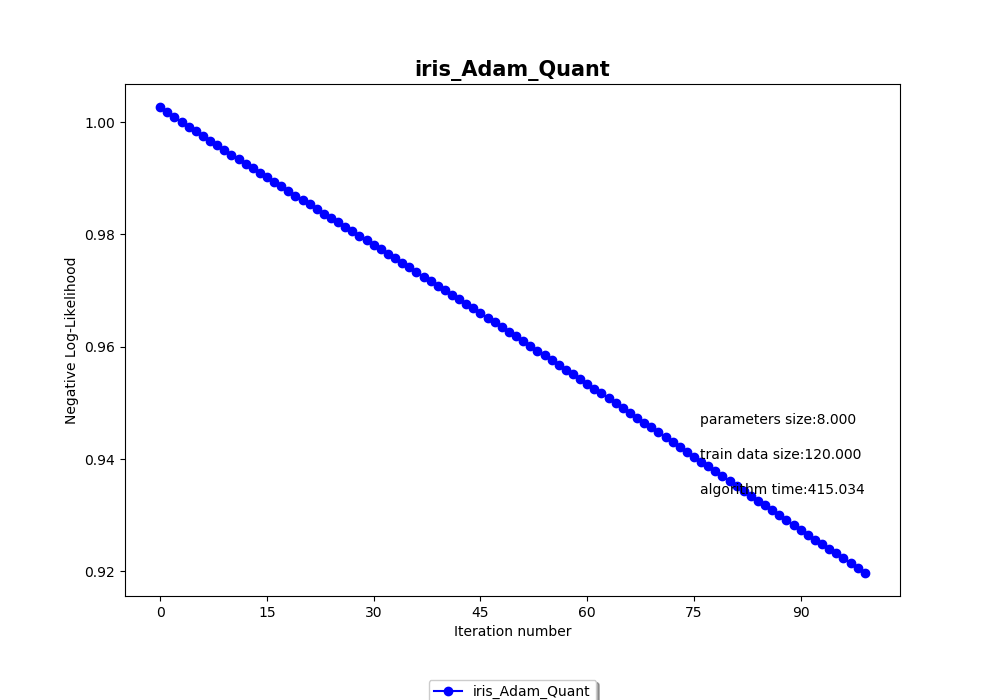 iris_Adam_Quant
1.00
0.98
0.96
0.94
0.92
Negative Log-Likelihood
parameters size:8.000
train data size:120.000
algorithm time:415.034
0 15 30 45 60 75 90
Iteration number
iris_Adam_Quant